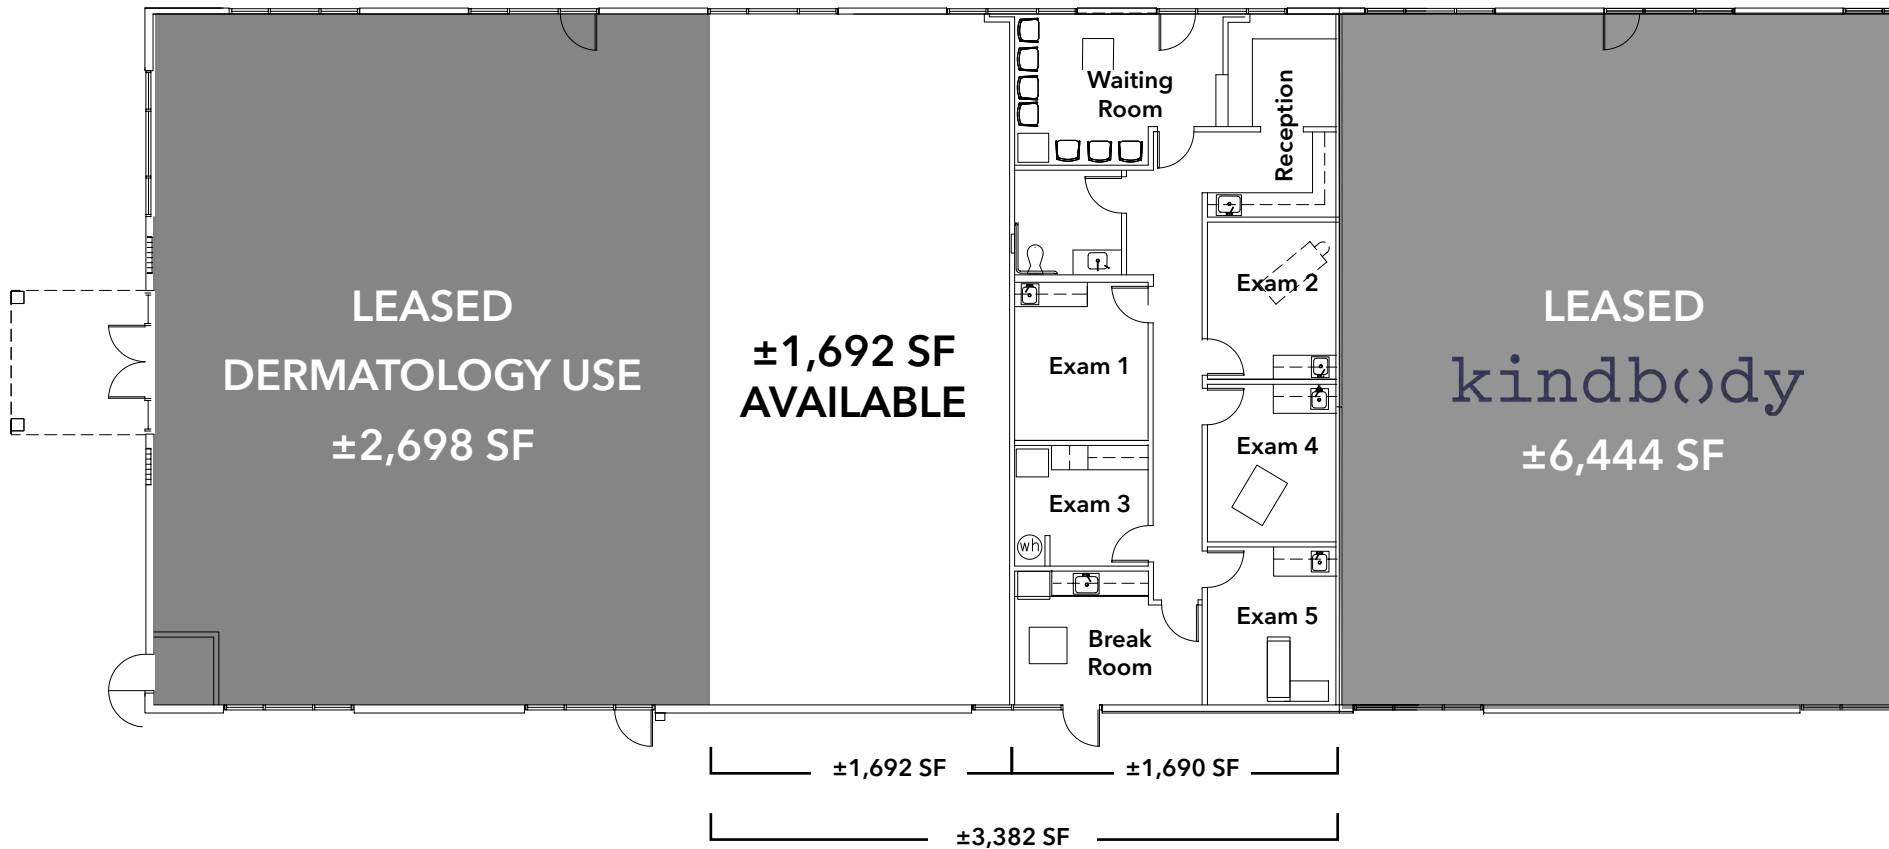 LEASED
DERMATOLOGY USE
±2,698 SF
±1,692 SF
AVAILABLE
Waiting
Room
Reception
Exam 1
Exam 2
Exam 3
wh
Exam 4
Exam 5
Break
Room
LEASED
kindbody
±6,444 SF
±1,692 SF
±1,690 SF
±3,382 SF